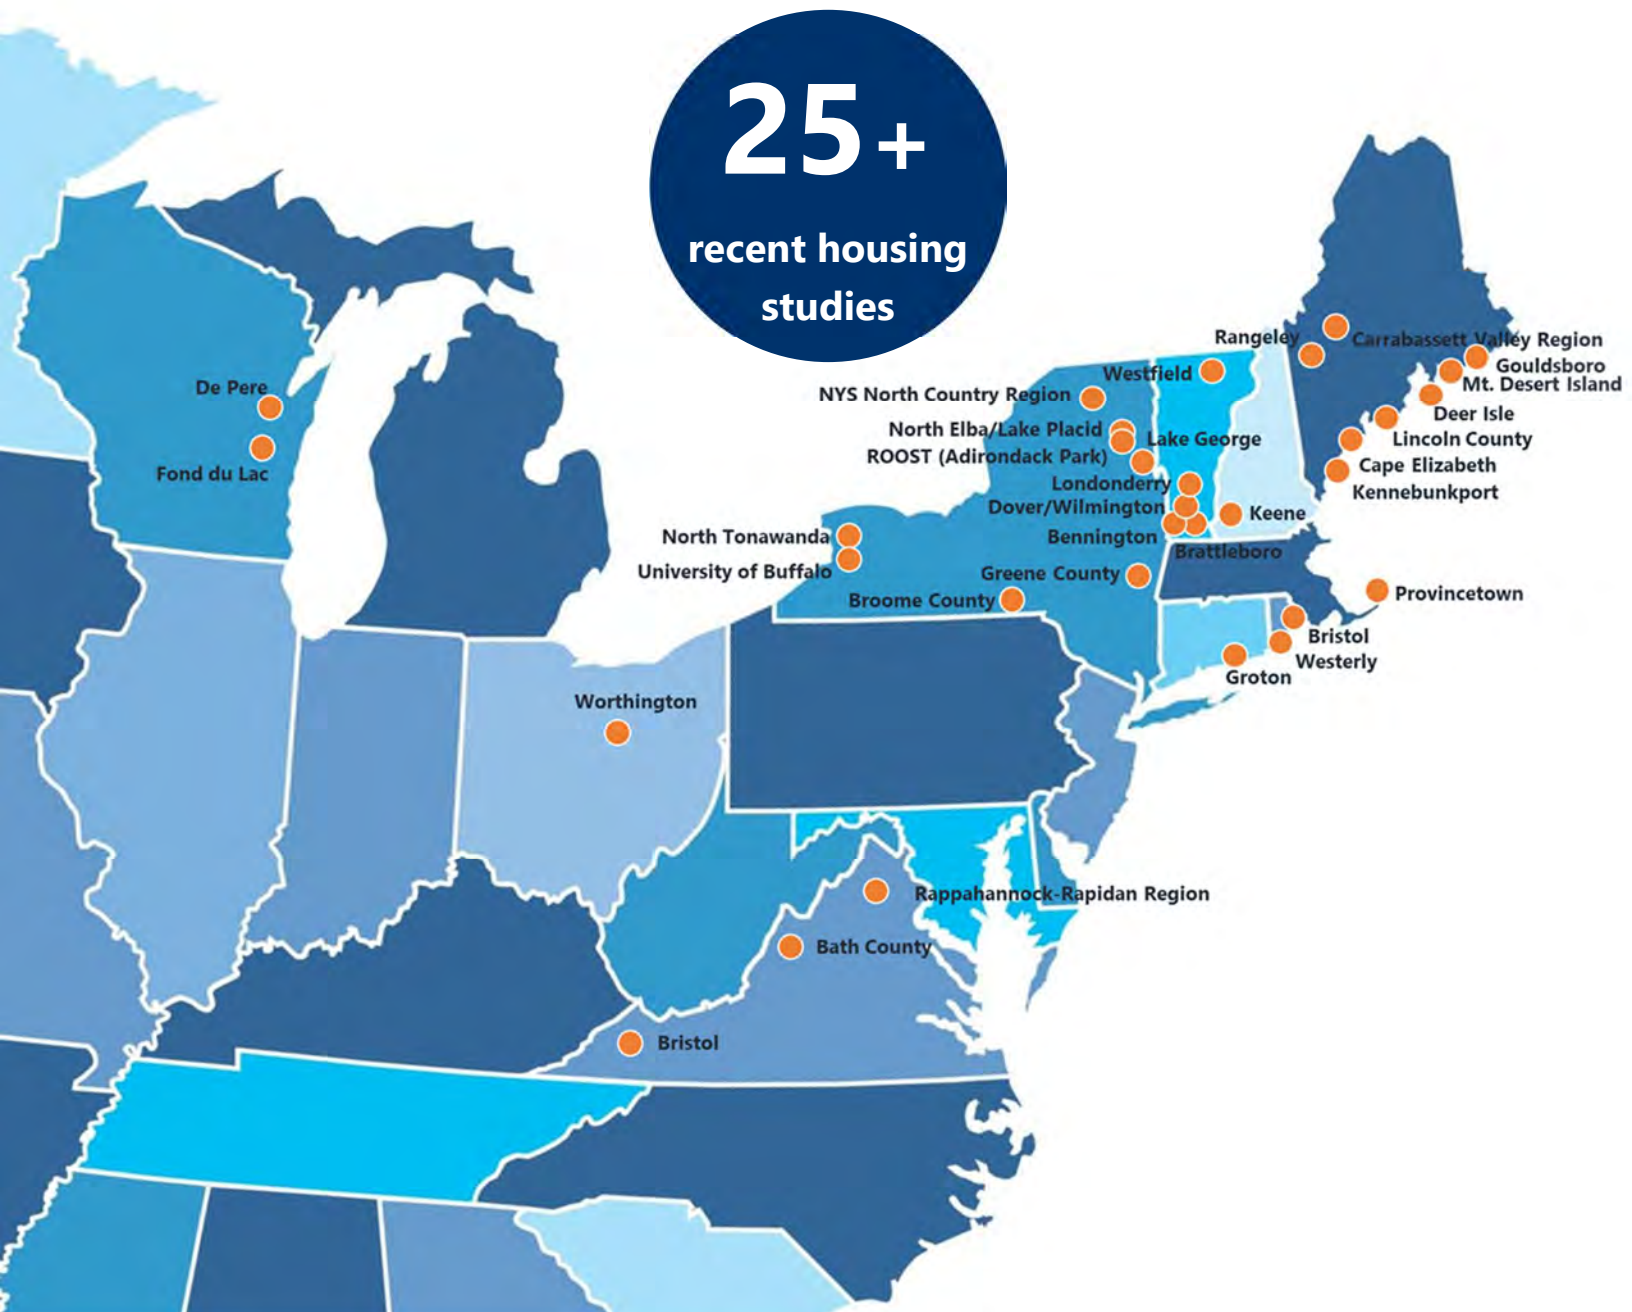 25+
recent housing
studies
Rangeley
Carrabassett Valley Region
Gouldsboro
Westfield
Mt. Desert Island
De Pere
NYS North Country Region
Deer Isle
North Elba/Lake Placid
Lake George
Lincoln County
ROOST (Adirondack Park)
Cape Elizabeth
Fond du Lac
Londonderry
Kennebunkport
Dover/Wilmington
Keene
North Tonawanda
Bennington
Brattleboro
University of Buffalo
Greene County
Provincetown
Broome County
Bristol
Westerly
Groton
Worthington
Rappahannock-Rapidan Region
Bath County
Bristol